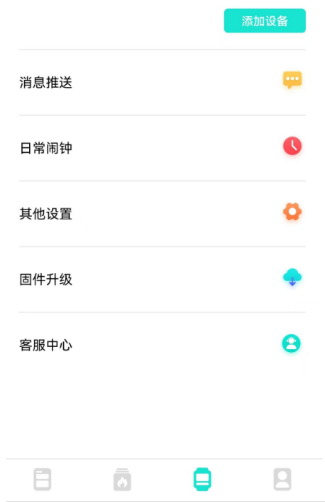 添加设备
消息推送
日常闹钟
其他设置
固件升级
客服中心